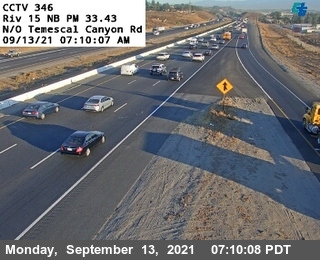 CCTV 346
Riv 15 NB PM 33.43
N/O Temescal Canyon Rd
09/13/21 07:10:07 AM
Monday, September 13, 2021 07:10:08 PDT